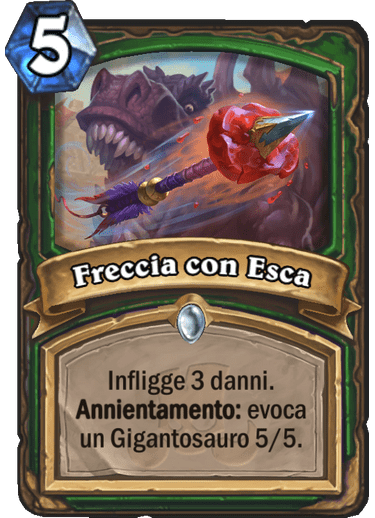 5
Freccia con Esca
Infligge 3 danni.
Annientamento: evoca
un Gigantosauro 5/5.